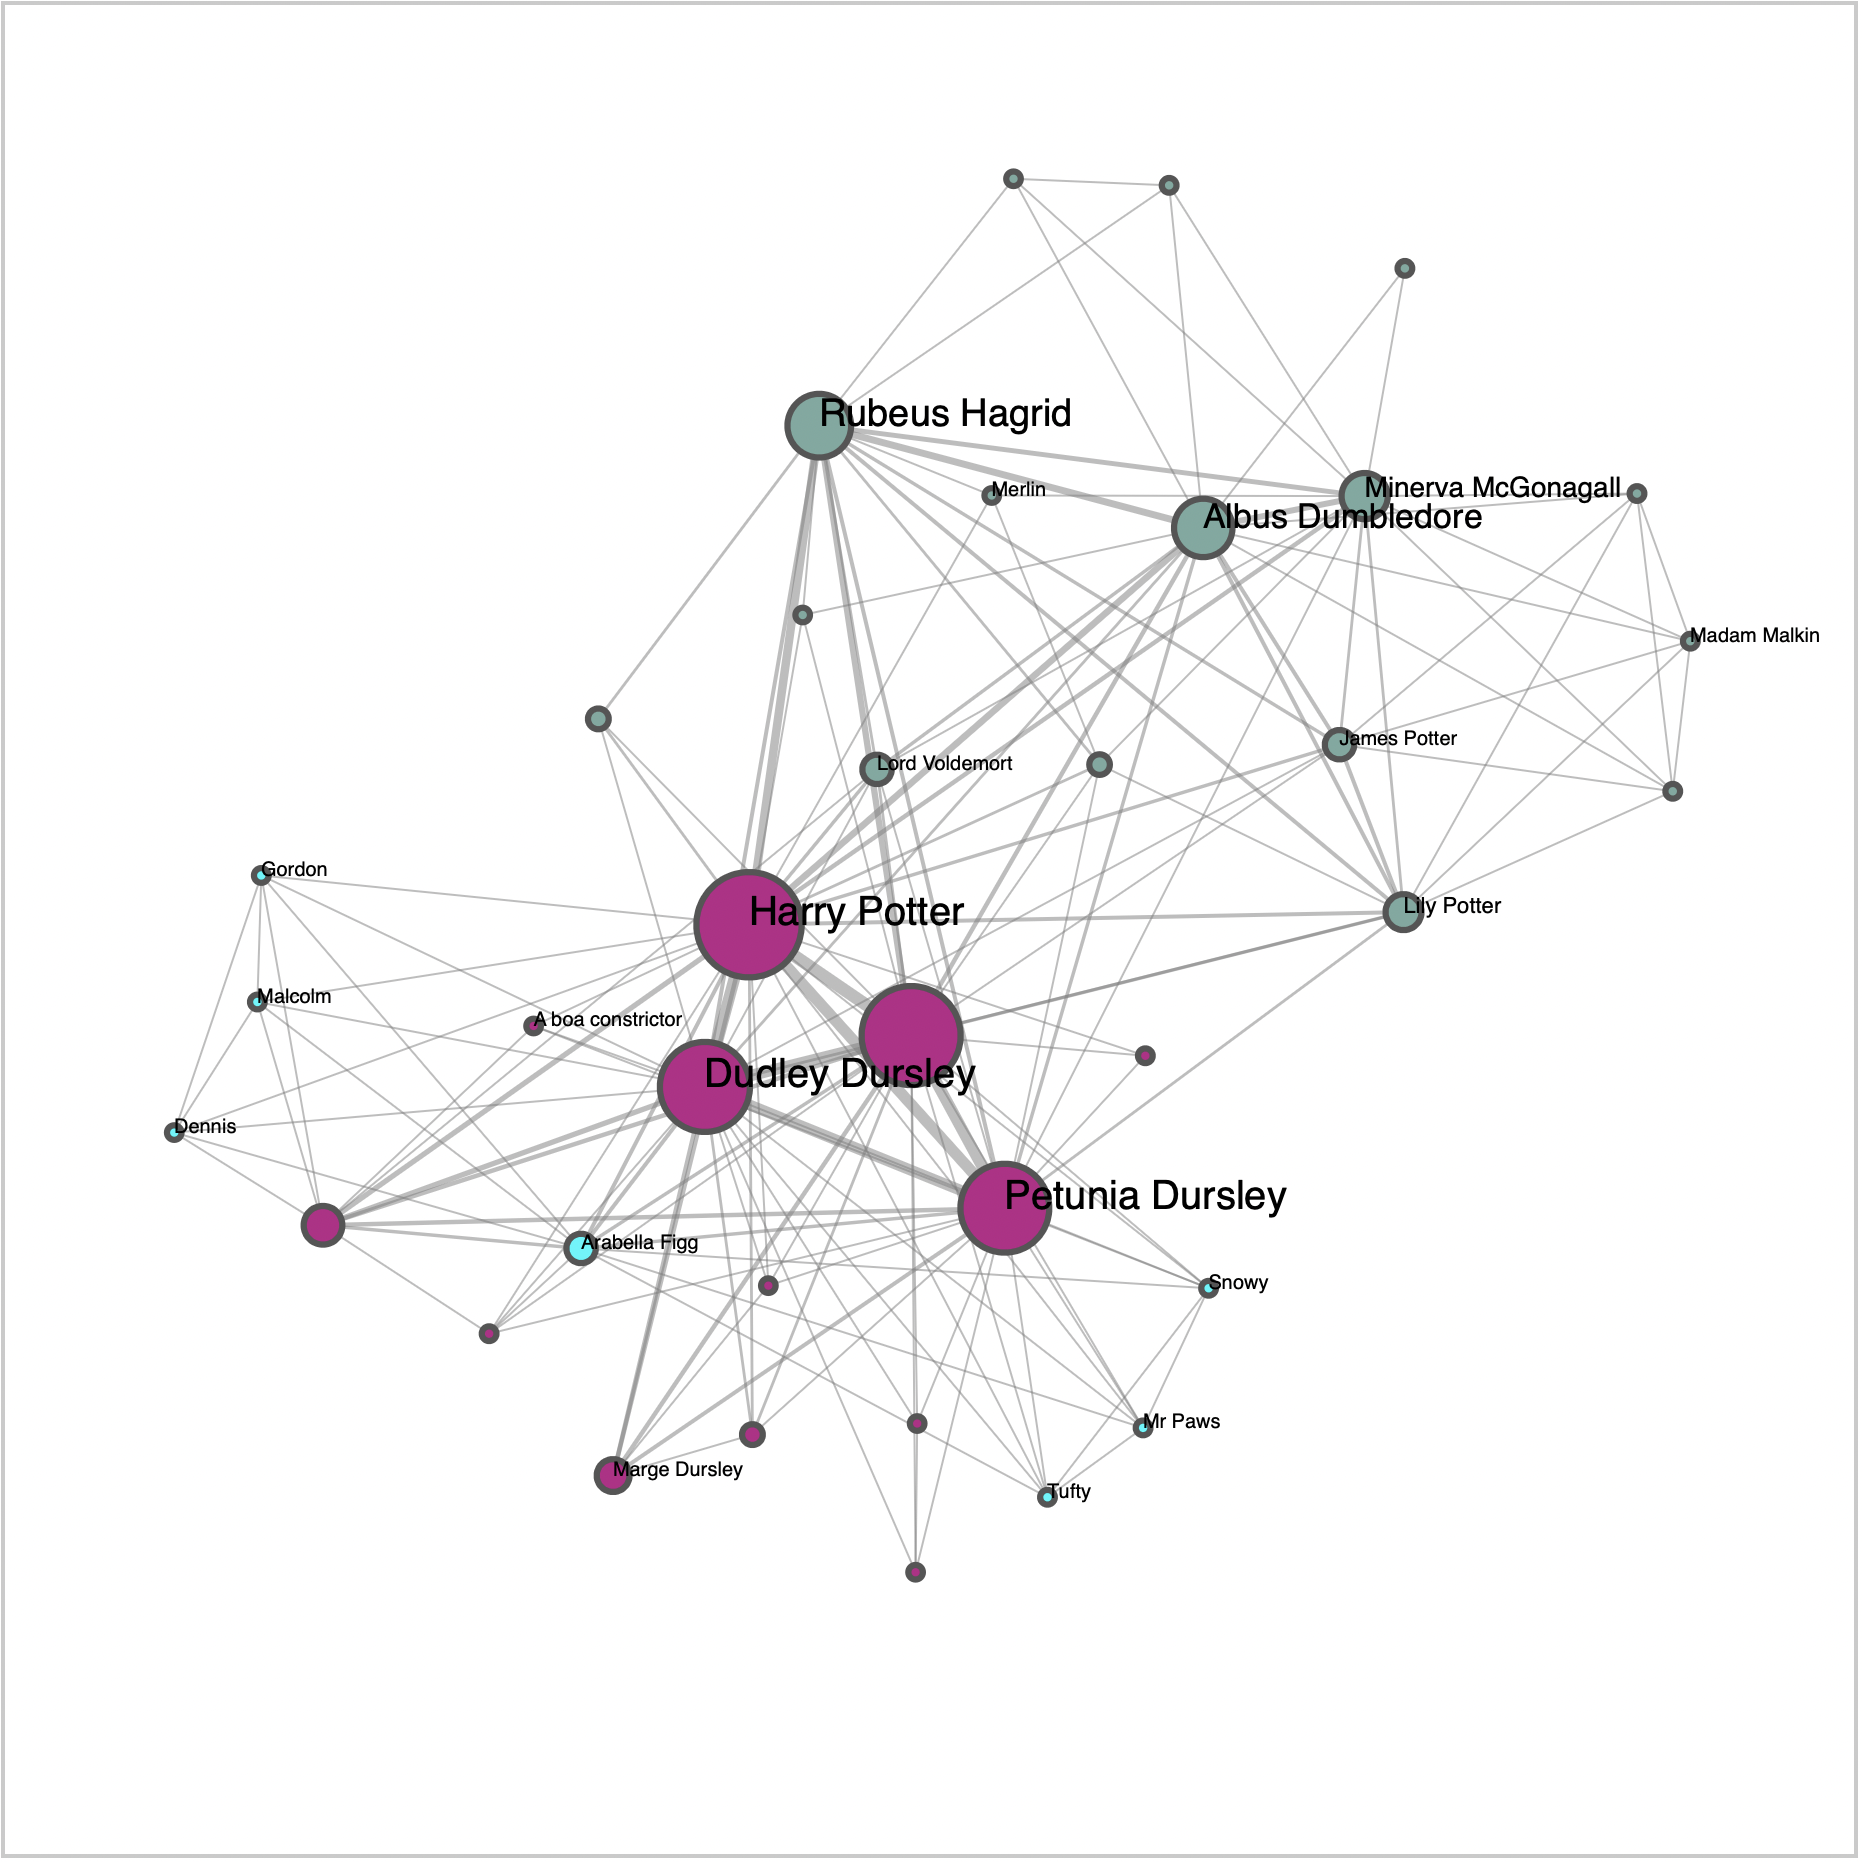 Rubeus Hagrid
Minerva McGonagall
Merlin
Albus Dumbledore
Madam Malkin
James Potter
Lord Voldemort
Gordon
Lily Potter
Harry Potter
Malcolm
A boa constrictor
Dudley Dursley
Dennis
Petunia Dursley
Arabella Figg
Snowy
Mr Paws
Marge Dursley
Tufty